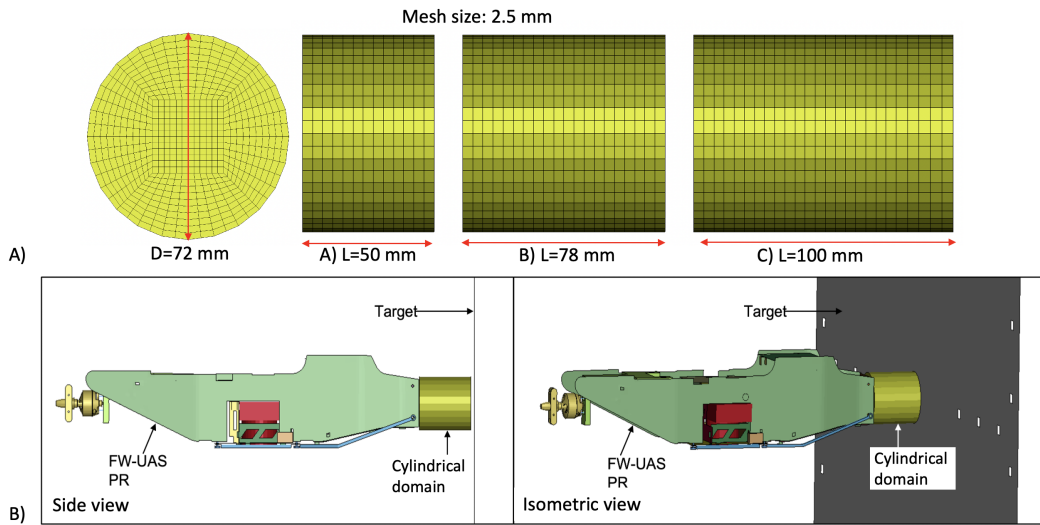 Mesh size: 2.5 mm
A)
D=72 mm
A) L=50 mm
B) L=78 mm
C) L=100 mm
Target
FW-UAS
PR
Cylindrical
domain
B)
Side view
Target
FW-UAS
PR
Cylindrical
domain
Isometric view